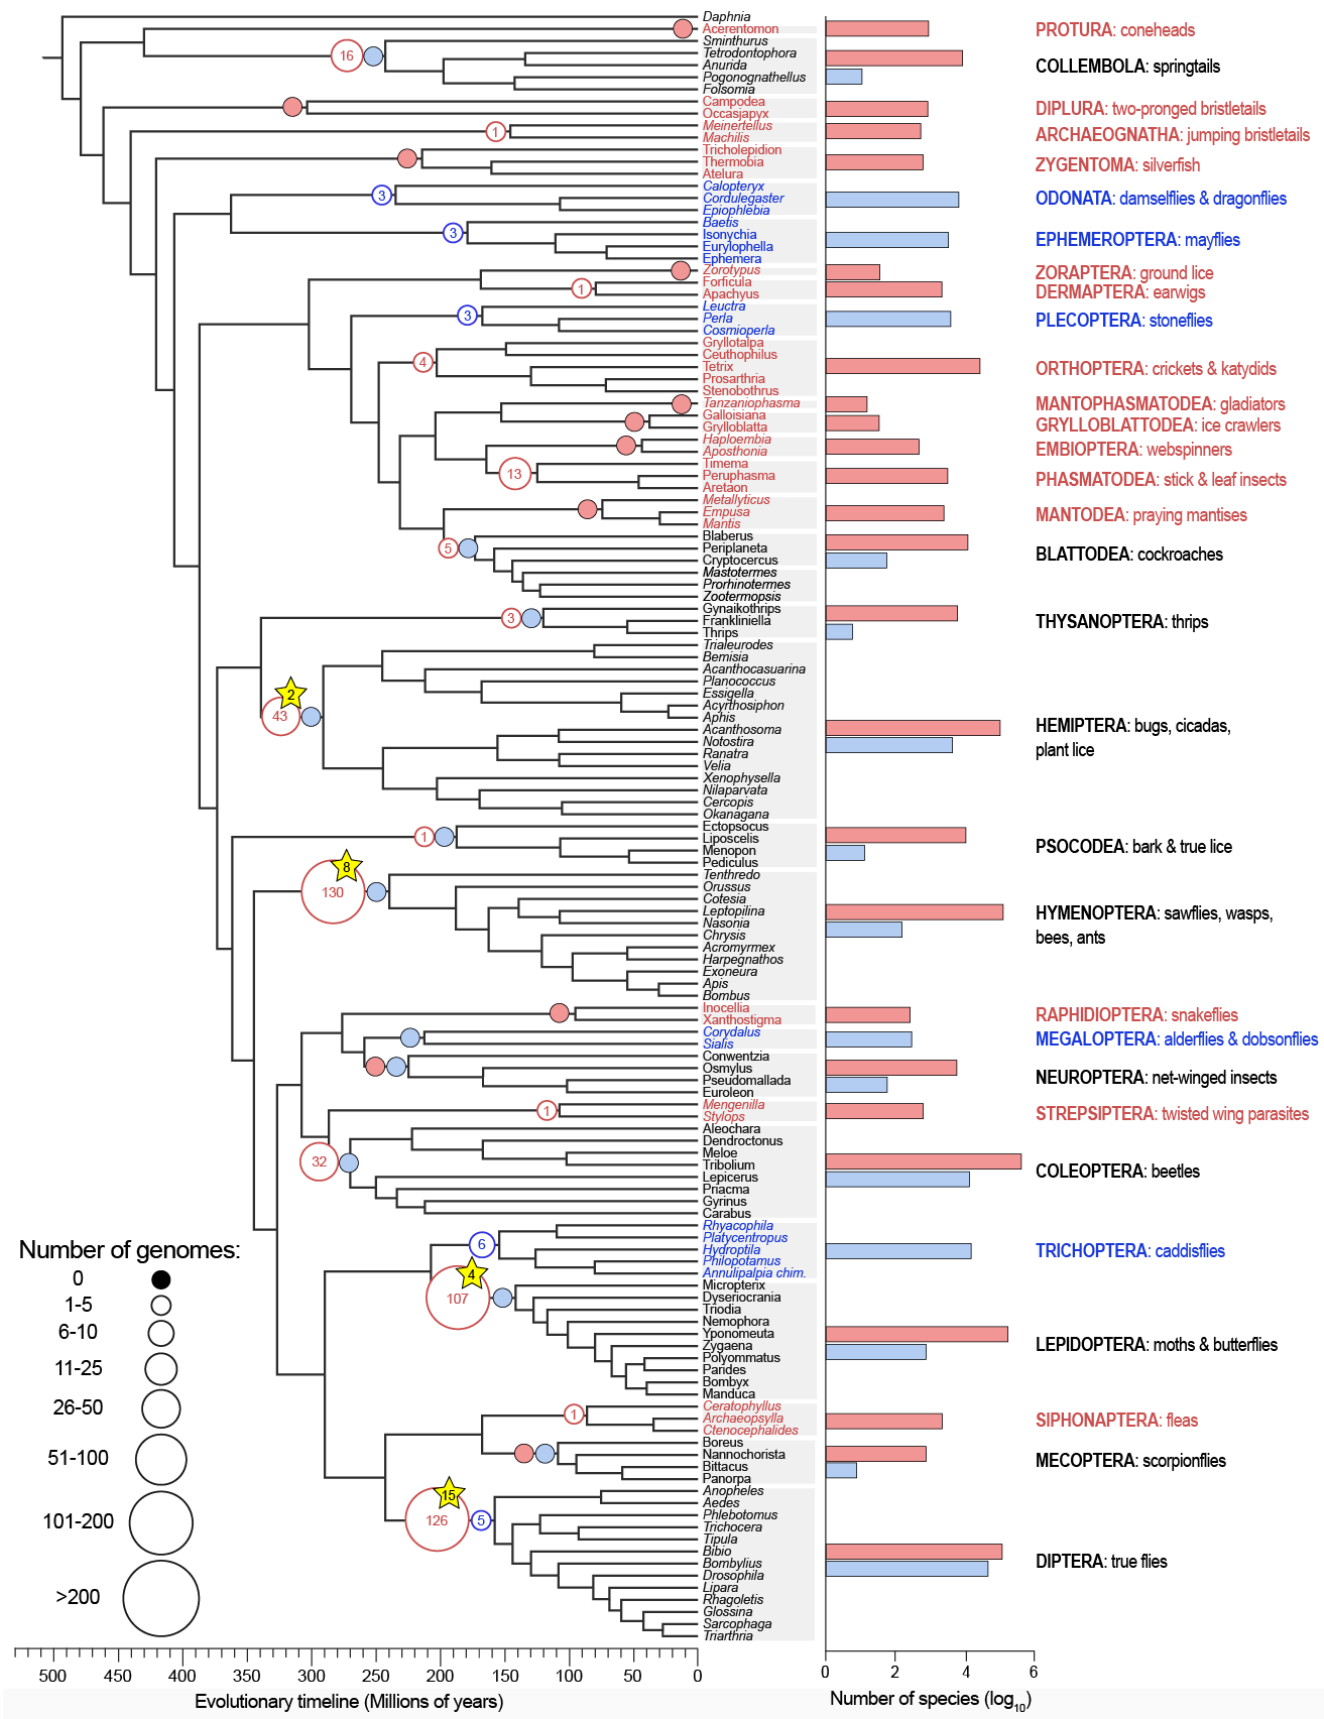 Daphnia
Acerentomon
PROTURA: coneheads
Sminthurus
16
Tetrodontophora
Anurida
COLLEMBOLA: springtails
Pogonognathellus
Folsomia
Campodea
Occasjapyx
DIPLURA: two-pronged bristletails
Meinertellus
1
Machilis
ARCHAEOGNATHA: jumping bristletails
Tricholepidion
Thermobia
ZYGENTOMA: silverfish
Atelura
Calopteryx
3
Cordulegaster
ODONATA: damselflies & dragonflies
Epiophlebia
Baetis
3
Isonychia
EPHEMEROPTERA: mayflies
Eurylophella
Ephemera
Zorotypus
ZORAPTERA: ground lice
Forficula
1
Apachyus
DERMAPTERA: earwigs
Leuctra
3
Perla
PLECOPTERA: stoneflies
Cosmioperla
Gryllotalpa
Ceuthophilus
4
Tetrix
ORTHOPTERA: crickets & katydids
Prosarthria
Stenobothrus
Tanzaniophasma
MANTOPHASMATODEA: gladiators
Galloisiana
Grylloblatta
GRYLLOBLATTODEA: ice crawlers
Haploembia
Aposthonia
EMBIOPTERA: webspinners
Timema
13
Peruphasma
PHASMATODEA: stick & leaf insects
Aretaon
Metallyticus
Empusa
MANTODEA: praying mantises
Mantis
Blaberus
5
Periplaneta
BLATTODEA: cockroaches
Cryptocercus
Mastotermes
Prorhinotermes
Zootermopsis
Gynaikothrips
3
Frankliniella
THYSANOPTERA: thrips
Thrips
Trialeurodes
Bemisia
Acanthocasuarina
Planococcus
2
Essigella
Acyrthosiphon
43
Aphis
Acanthosoma
HEMIPTERA: bugs, cicadas,
plant lice
Notostira
Ranatra
Velia
Xenophysella
Nilaparvata
Cercopis
Okanagana
Ectopsocus
1
Liposcelis
PSOCODEA: bark & true lice
Menopon
Pediculus
8
Tenthredo
130
Orussus
Cotesia
Leptopilina
HYMENOPTERA: sawflies, wasps,
bees, ants
Nasonia
Chrysis
Acromyrmex
Harpegnathos
Exoneura
Apis
Bombus
Inocellia
Xanthostigma
RAPHIDIOPTERA: snakeflies
Corydalus
Sialis
MEGALOPTERA: alderflies & dobsonflies
Conwentzia
Osmylus
NEUROPTERA: net-winged insects
Pseudomallada
Euroleon
Mengenilla
1
Stylops
STREPSIPTERA: twisted wing parasites
Aleochara
Dendroctonus
Meloe
32
Tribolium
COLEOPTERA: beetles
Lepicerus
Priacma
Gyrinus
Carabus
Rhyacophila
Platycentropus
6
Hydroptila
TRICHOPTERA: caddisflies
Philopotamus
4
Annulipalpia chim.
Micropterix
107
Dyseriocrania
Triodia
Nemophora
Yponomeuta
LEPIDOPTERA: moths & butterflies
Zygaena
Polyommatus
Parides
Bombyx
Manduca
Ceratophyllus
1
Archaeopsylla
SIPHONAPTERA: fleas
Ctenocephalides
Boreus
Nannochorista
MECOPTERA: scorpionflies
Bittacus
Panorpa
15
Anopheles
Aedes
126
5
Phlebotomus
Trichocera
Tipula
Bibio
DIPTERA: true flies
Bombylius
Drosophila
Lipara
Rhagoletis
Glossina
Sarcophaga
Triarthria
Number of genomes:
0
1-5
6-10
11-25
26-50
51-100
101-200
>200
500 450 400 350 300 250 200 150 100 50 0
Evolutionary timeline (Millions of years)
0 2 4 6
Number of species (log10)